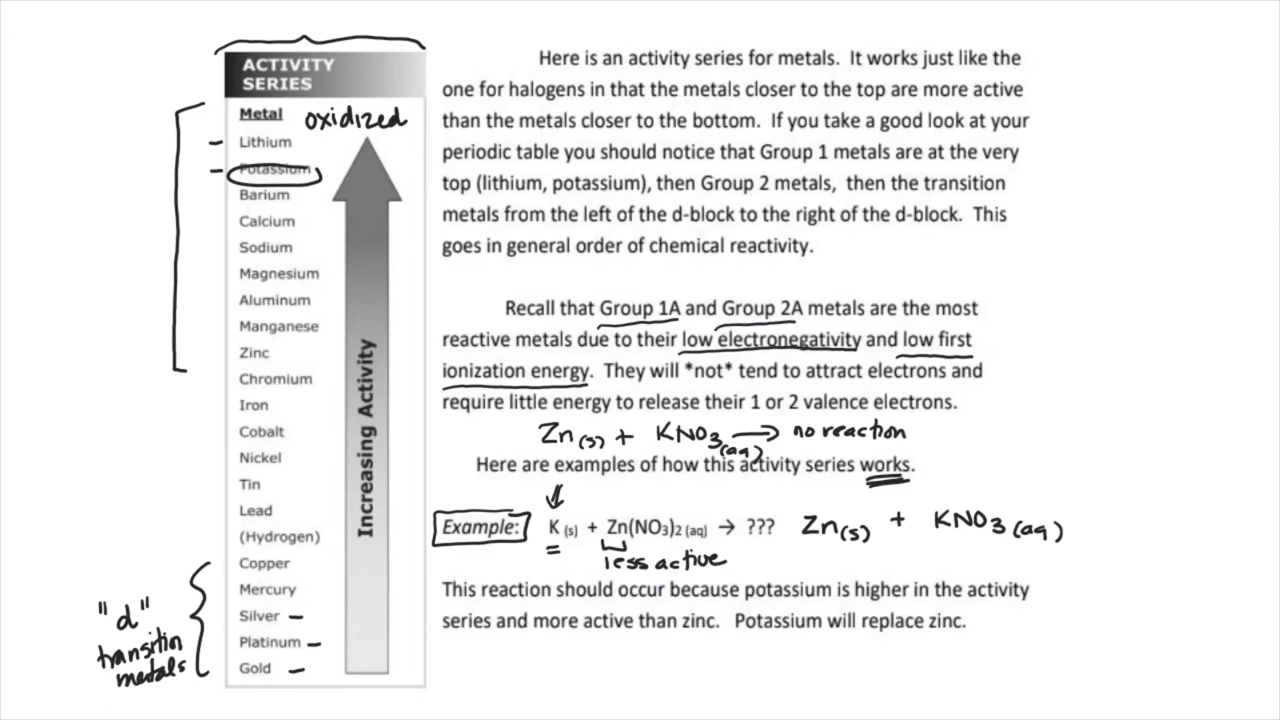 ACTIVITY
SERIES
Metal
oxidized
Lithium
Potassium
Barium
Calcium
Sodium
Magnesium
Aluminum
Manganese
Zinc
Chromium
Iron
Cobalt
Nickel
Tin
Lead
(Hydrogen)
Copper
Mercury
Silver
Platinum
Gold
Increasing Activity
"d"
transition
metals
Here is an activity series for metals. It works just like the
one for halogens in that the metals closer to the top are more active
than the metals closer to the bottom. If you take a good look at your
periodic table you should notice that Group 1 metals are at the very
top (lithium, potassium), then Group 2 metals, then the transition
metals from the left of the d-block to the right of the d-block. This
goes in general order of chemical reactivity.
Recall that Group 1A and Group 2A metals are the most
reactive metals due to their low electronegativity and low first
ionization energy. They will *not* tend to attract electrons and
require little energy to release their 1 or 2 valence electrons.
Zn(s) + KNO3(aq) → no reaction
Here are examples of how this activity series works.
Example: K (s) + Zn(NO3)2 (aq) → ??? Zn(s) + KNO3(aq)
less active
This reaction should occur because potassium is higher in the activity
series and more active than zinc. Potassium will replace zinc.